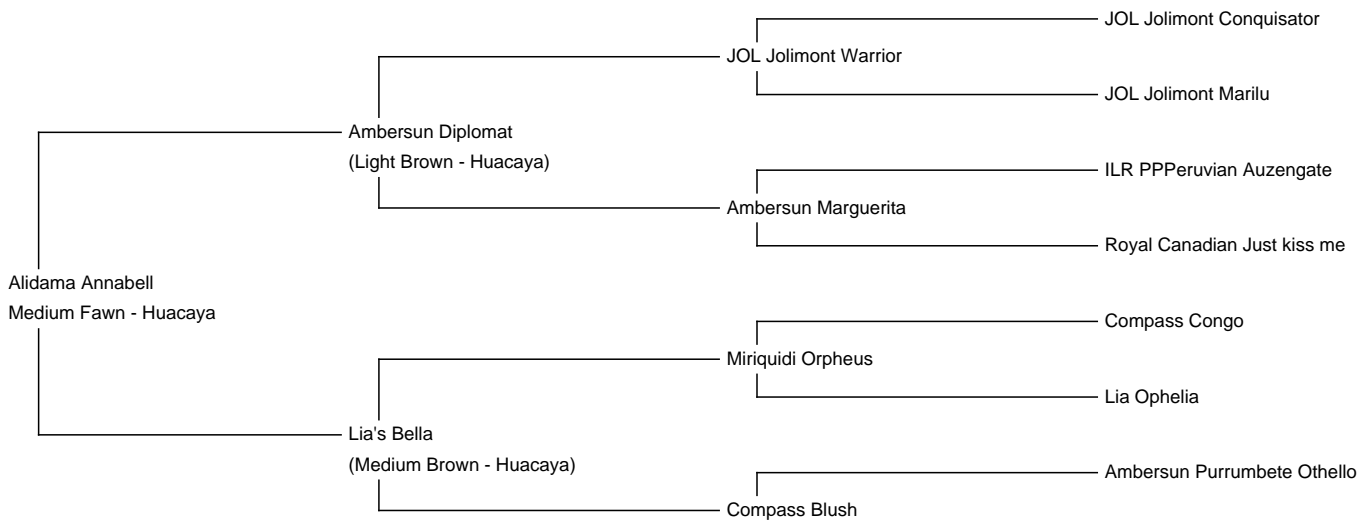 JOL Jolimont Conquisator
JOL Jolimont Warrior
JOL Jolimont Marilu
Ambersun Diplomat
(Light Brown - Huacaya)
ILR PPPeruvian Auzengate
Ambersun Marguerita
Royal Canadian Just kiss me
Alidama Annabell
Medium Fawn - Huacaya
Compass Congo
Miriquidi Orpheus
Lia Ophelia
Lia's Bella
(Medium Brown - Huacaya)
Ambersun Purrumbete Othello
Compass Blush